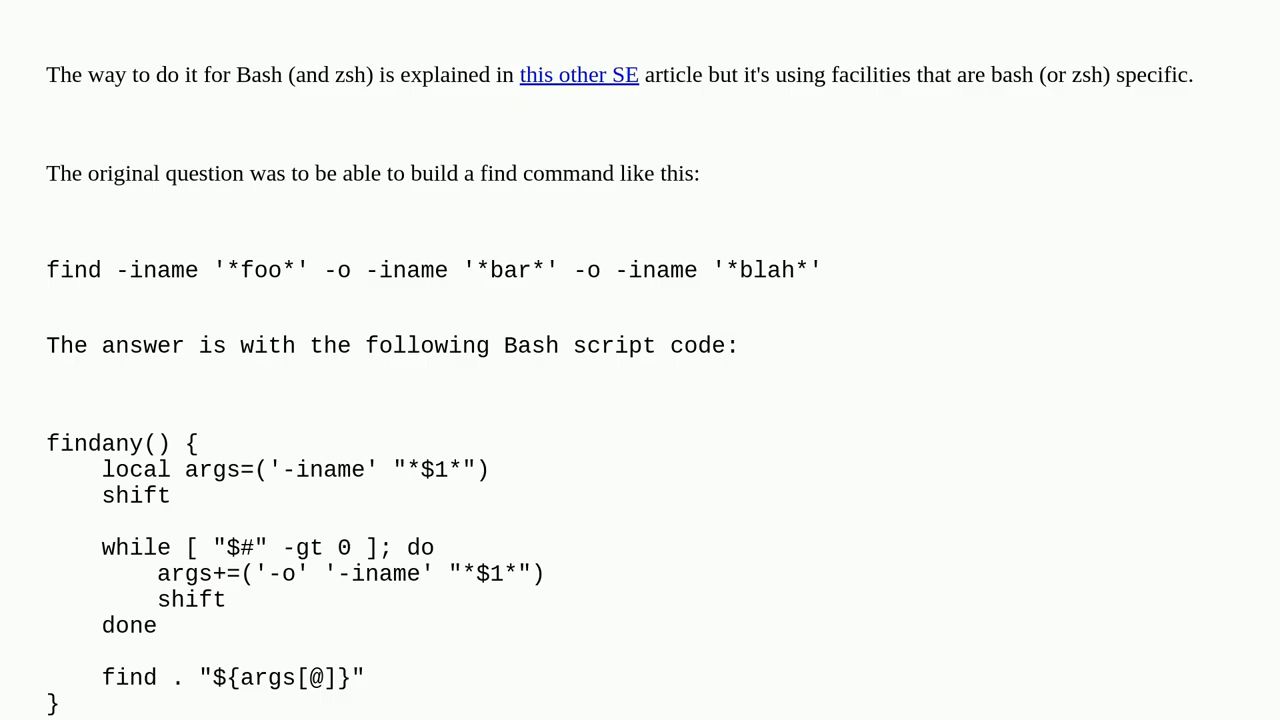 The way to do it for Bash (and zsh) is explained in this other SE article but it's using facilities that are bash (or zsh) specific.
The original question was to be able to build a find command like this:
find -iname '*foo*' -o -iname '*bar*' -o -iname '*blah*'
The answer is with the following Bash script code:
findany() {
    local args=('-iname' "*$1*")
    shift
    while [ "$#" -gt 0 ]; do
        args+=('-o' '-iname' "*$1*")
        shift
    done
    find . "${args[@]}"
}